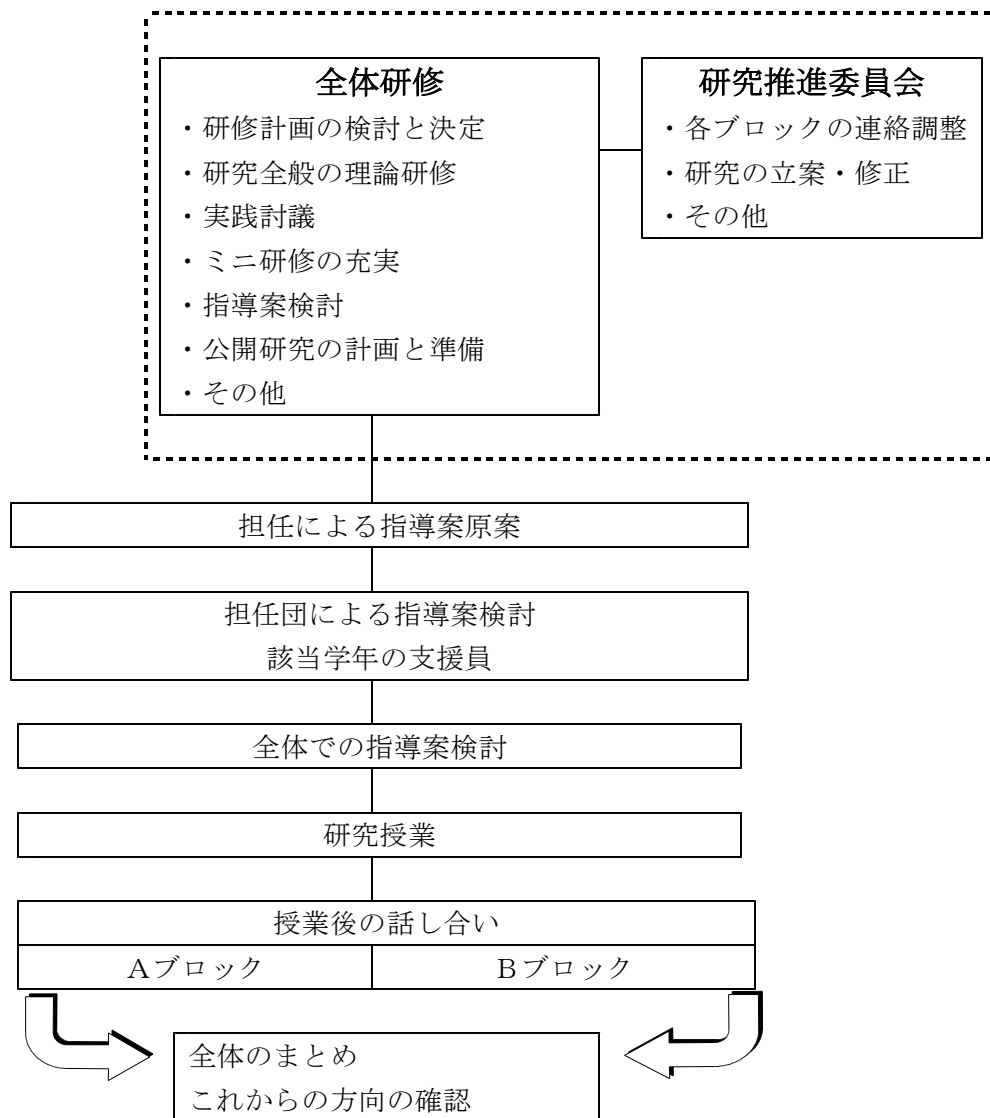 全体研修
・研修計画の検討と決定
・研究全般の理論研修
・実践討議
・ミニ研修の充実
・指導案検討
・公開研究の計画と準備
・その他
研究推進委員会
・各ブロックの連絡調整
・研究の立案・修正
・その他
担任による指導案原案
担任団による指導案検討
該当学年の支援員
全体での指導案検討
研究授業
授業後の話し合い
Aブロック
Bブロック
全体のまとめ
これからの方向の確認